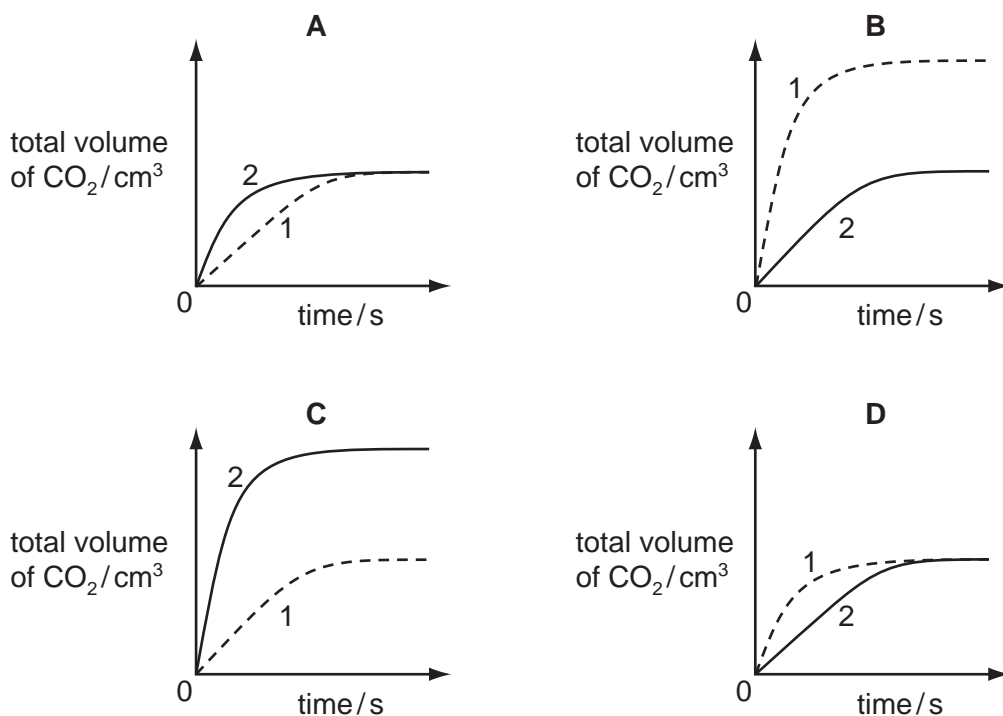 A
total volume
of CO₂/cm³
2
1
0
time/s
B
total volume
of CO₂/cm³
1
2
0
time/s
C
total volume
of CO₂/cm³
2
1
0
time/s
D
total volume
of CO₂/cm³
1
2
0
time/s